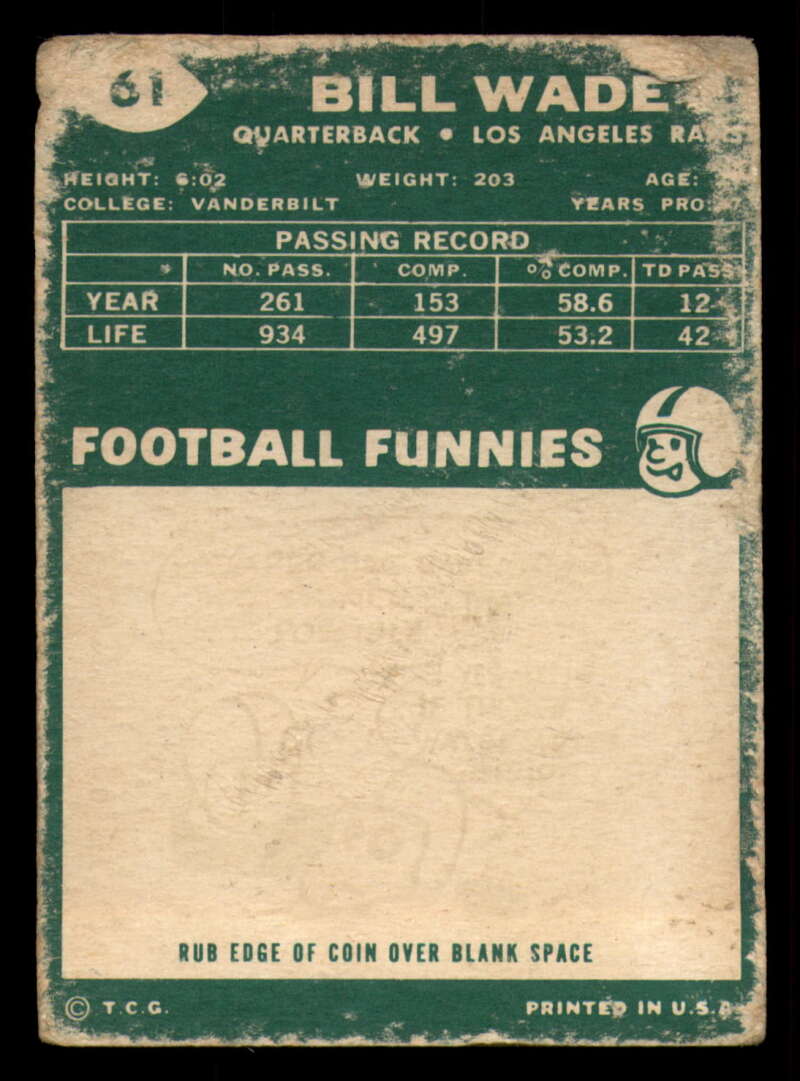 61
BILL WADE
QUARTERBACK • LOS ANGELES
HEIGHT: 6:02 WEIGHT: 203 AGE:
COLLEGE: VANDERBILT YEARS PRO: 7
PASSING RECORD
NO. PASS. COMP. % COMP. TD PASS
YEAR 261 153 58.6 12
LIFE 934 497 53.2 42
FOOTBALL FUNNIES
RUB EDGE OF COIN OVER BLANK SPACE
© T.C.G. PRINTED IN U.S.A